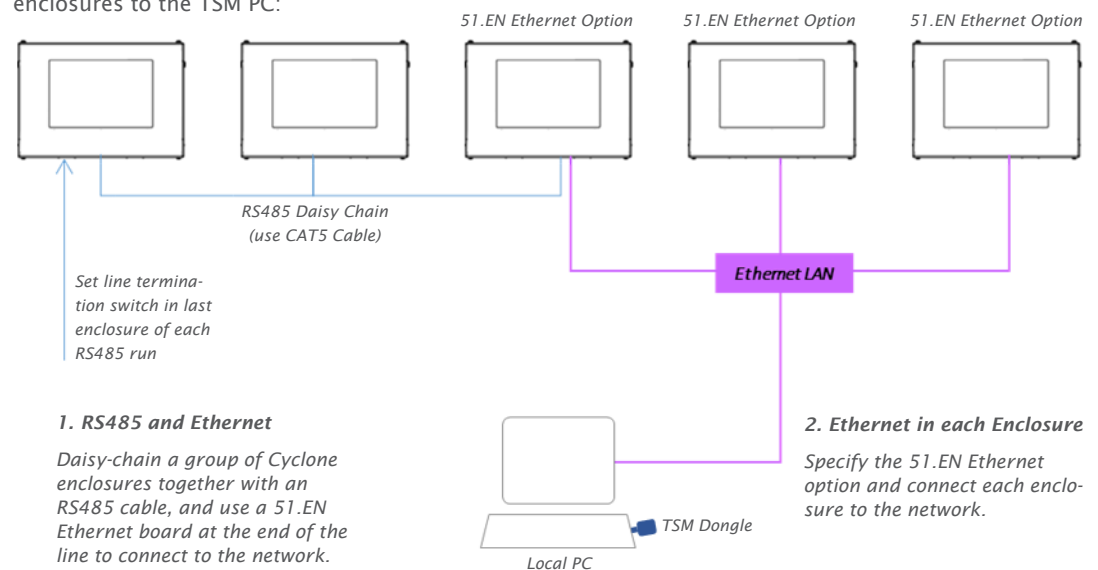 enclosures to the TSM PC:
51.EN Ethernet Option
51.EN Ethernet Option
51.EN Ethernet Option
RS485 Daisy Chain
(use CAT5 Cable)
Ethernet LAN
Set line termina-
tion switch in last
enclosure of each
RS485 run
1. RS485 and Ethernet
Daisy-chain a group of Cyclone
enclosures together with an
RS485 cable, and use a 51.EN
Ethernet board at the end of the
line to connect to the network.
2. Ethernet in each Enclosure
Specify the 51.EN Ethernet
option and connect each enclo-
sure to the network.
TSM Dongle
Local PC